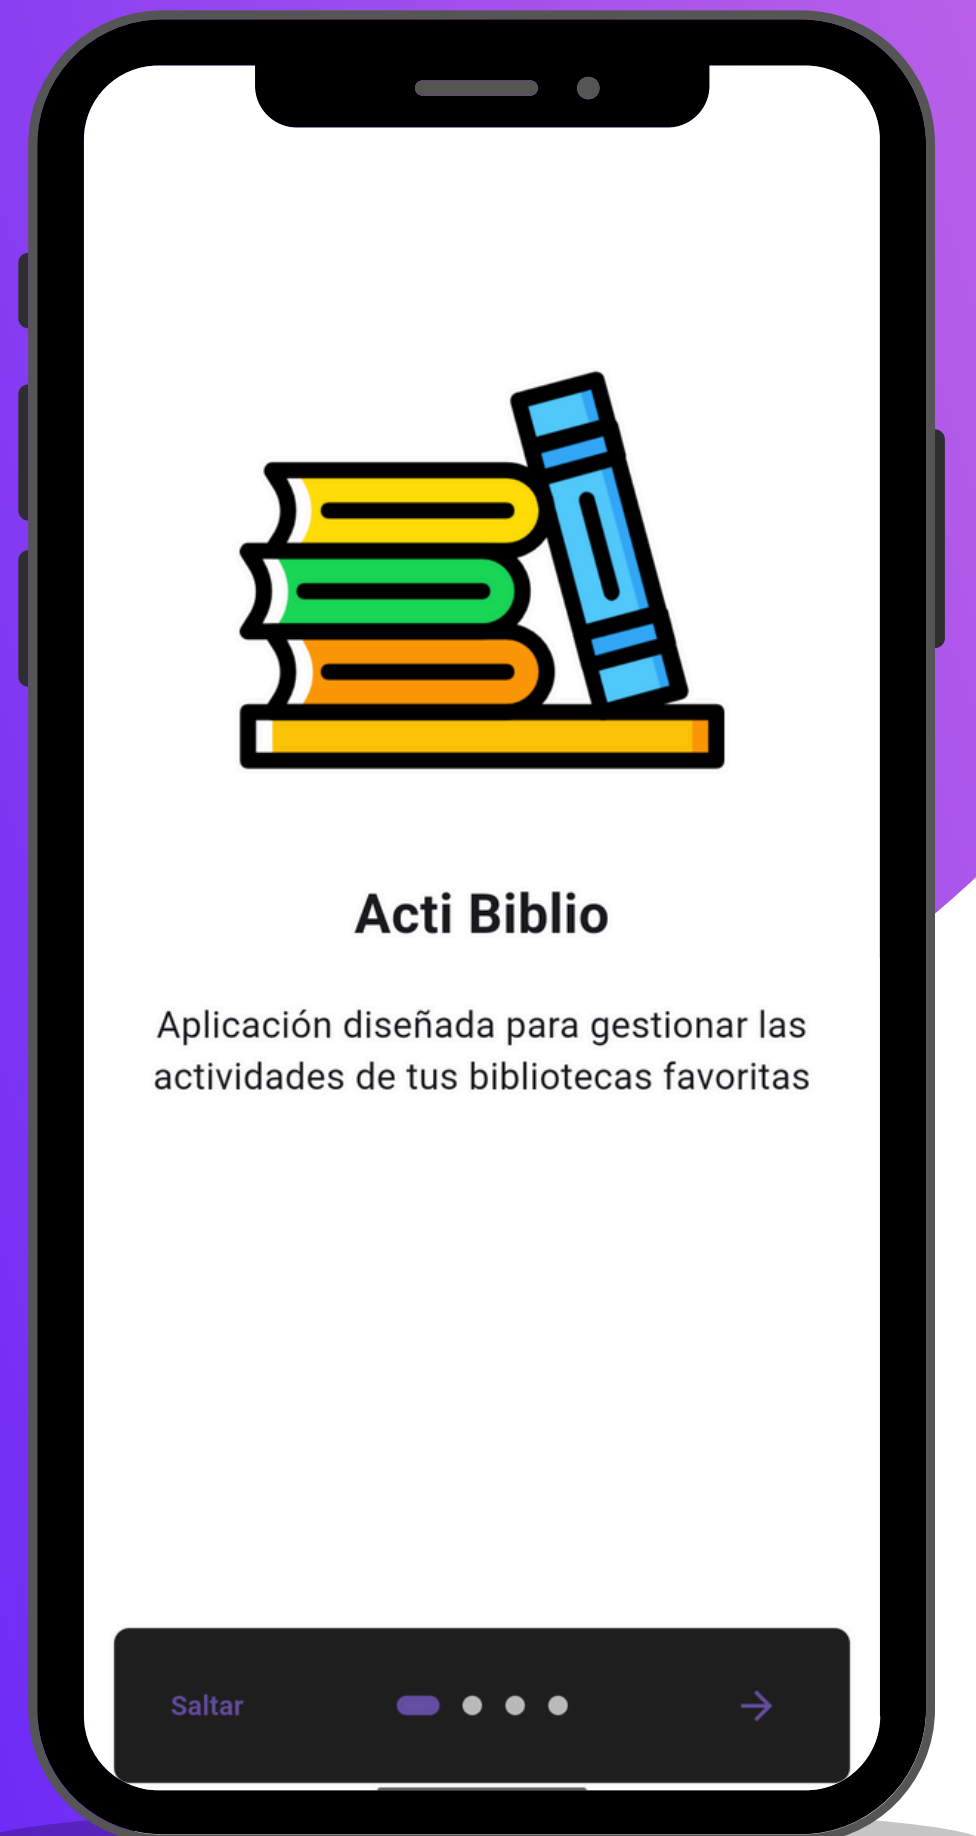 Acti Biblio
Aplicación diseñada para gestionar las
actividades de tus bibliotecas favoritas
Saltar